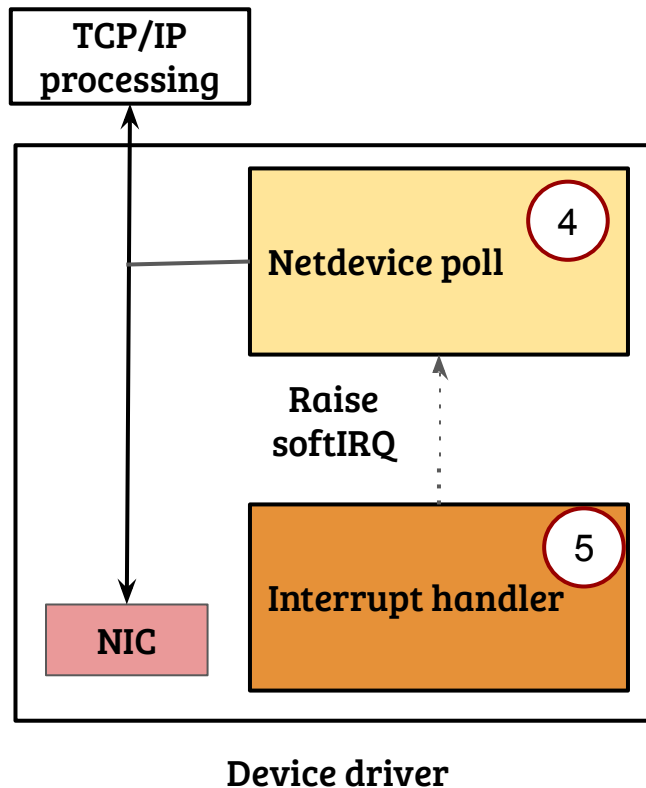 TCP/IP
processing
4
Netdevice poll
Raise
softIRQ
5
Interrupt handler
NIC
Device driver